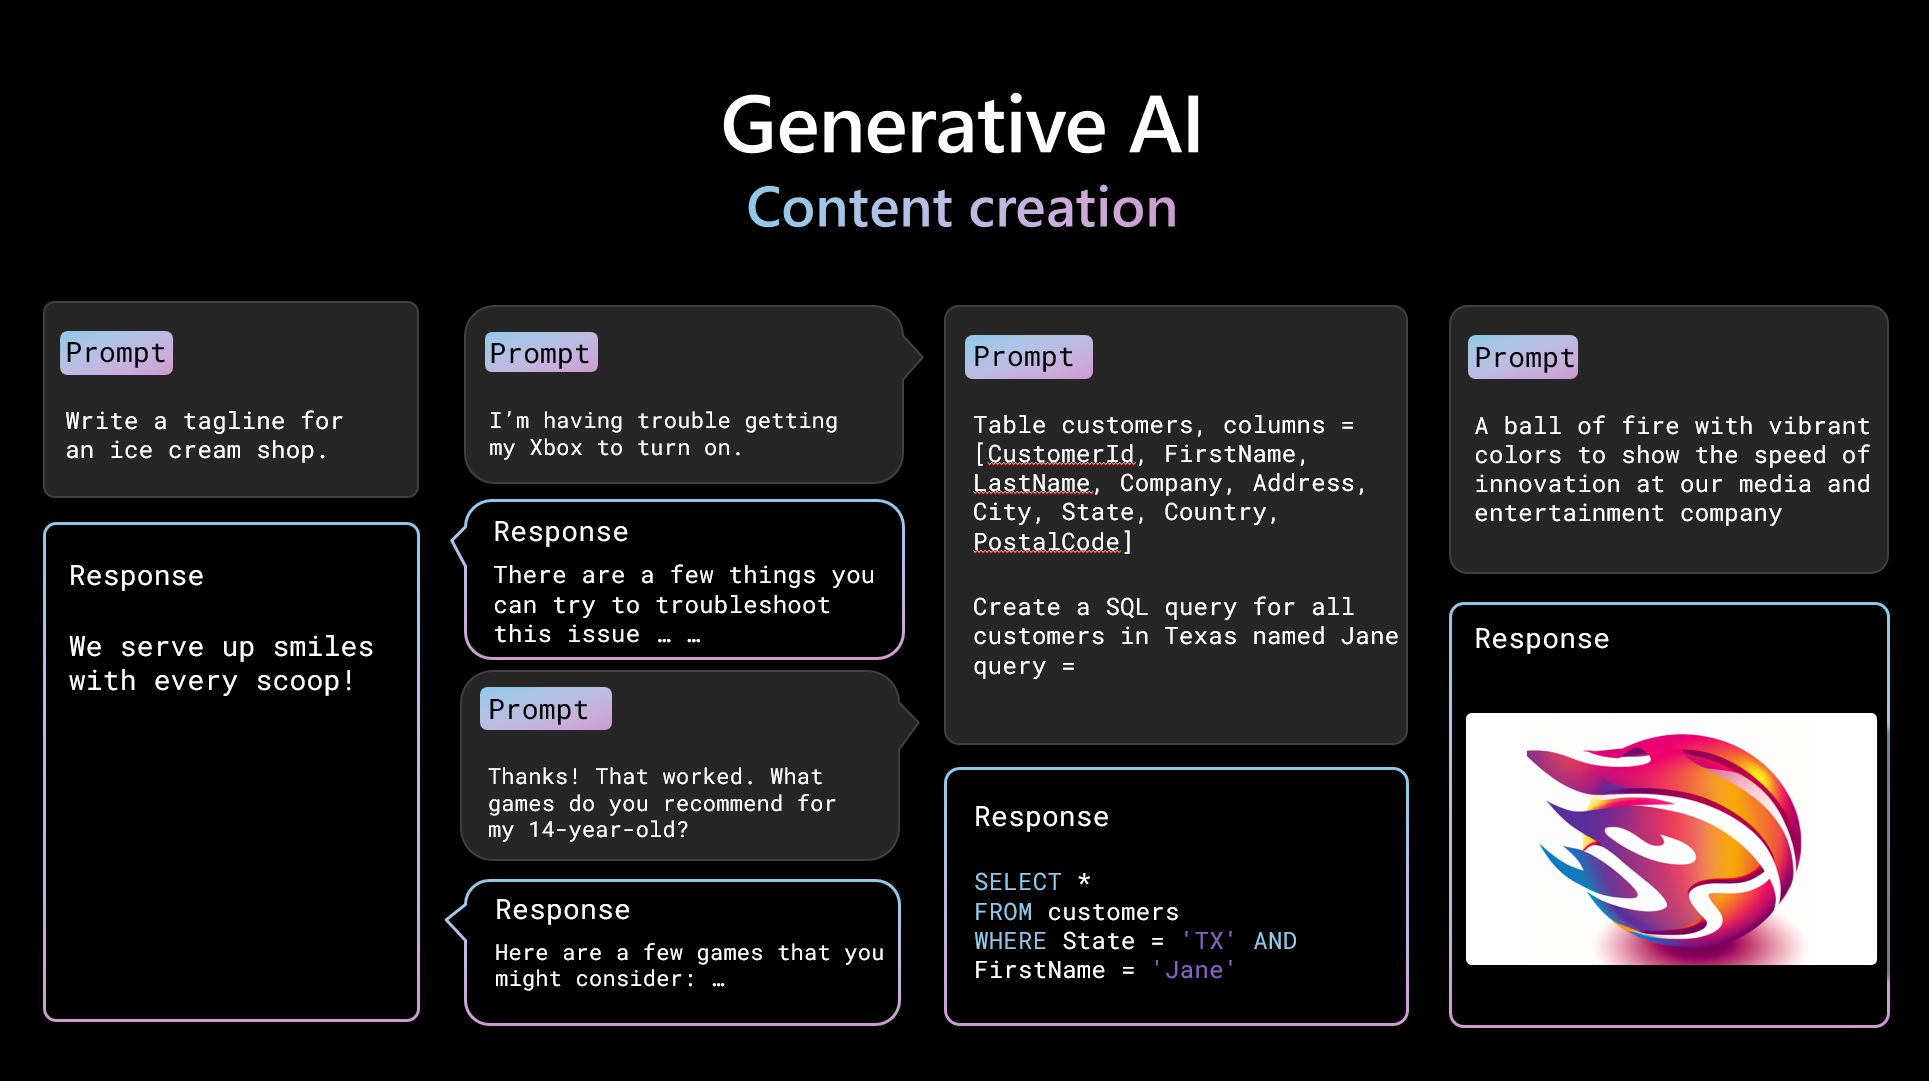 Generative AI
Content creation
Prompt
Write a tagline for
an ice cream shop.
Response
We serve up smiles
with every scoop!
Prompt
I’m having trouble getting
my Xbox to turn on.
Response
There are a few things you
can try to troubleshoot
this issue … …
Prompt
Thanks! That worked. What
games do you recommend for
my 14-year-old?
Response
Here are a few games that you
might consider: …
Prompt
Table customers, columns =
[CustomerId, FirstName,
LastName, Company, Address,
City, State, Country,
PostalCode]
Create a SQL query for all
customers in Texas named Jane
query =
Response
SELECT *
FROM customers
WHERE State = 'TX' AND
FirstName = 'Jane'
Prompt
A ball of fire with vibrant
colors to show the speed of
innovation at our media and
entertainment company
Response